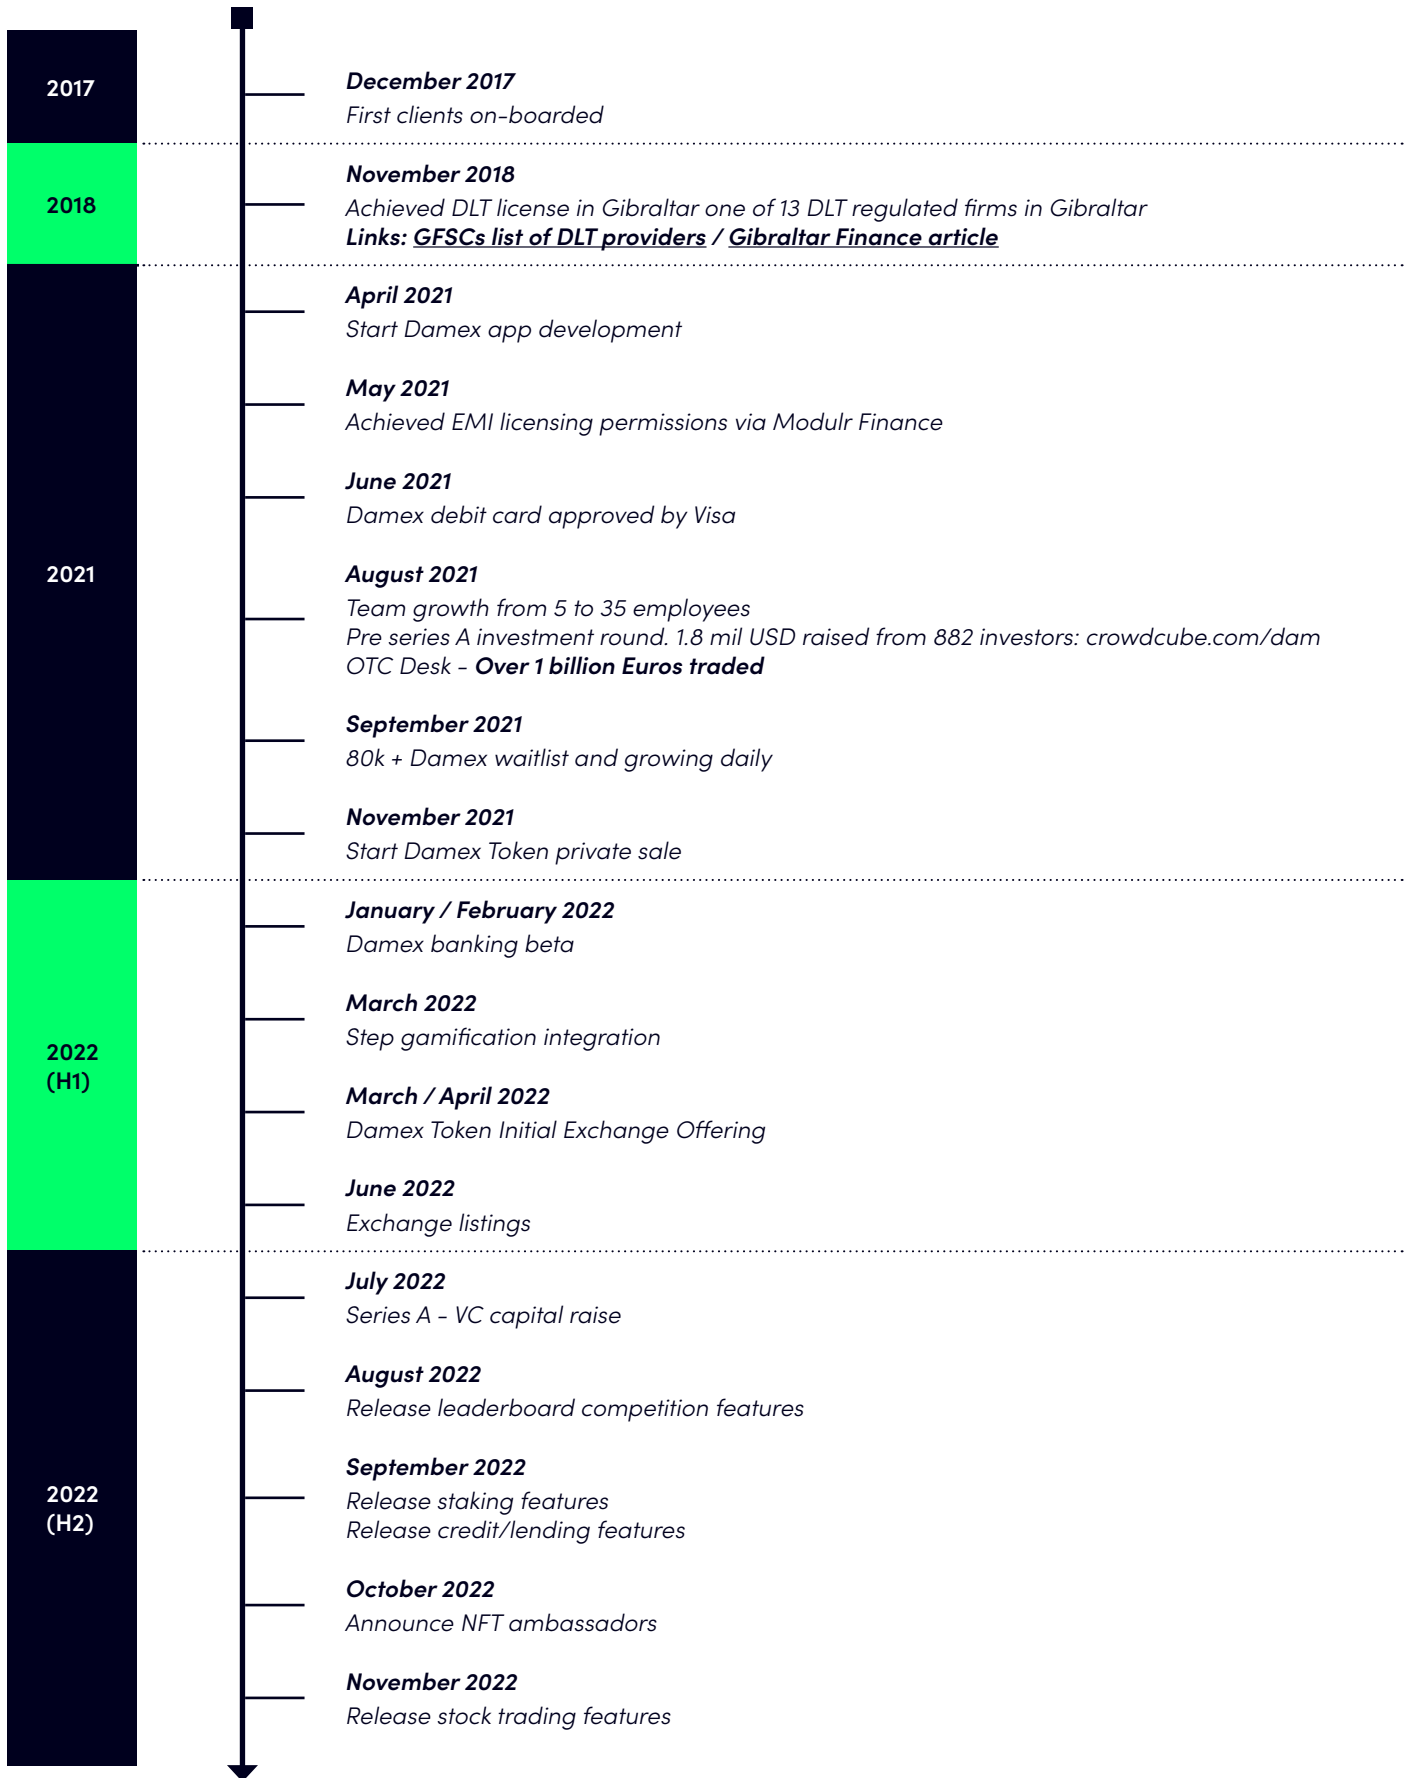 2017
December 2017
First clients on-boarded
2018
November 2018
Achieved DLT license in Gibraltar one of 13 DLT regulated firms in Gibraltar
Links: GFSCs list of DLT providers / Gibraltar Finance article
2021
April 2021
Start Damex app development
May 2021
Achieved EMI licensing permissions via Modulr Finance
June 2021
Damex debit card approved by Visa
August 2021
Team growth from 5 to 35 employees
Pre series A investment round. 1.8 mil USD raised from 882 investors: crowdcube.com/dam
OTC Desk - Over 1 billion Euros traded
September 2021
80k + Damex waitlist and growing daily
November 2021
Start Damex Token private sale
2022
(H1)
January / February 2022
Damex banking beta
March 2022
Step gamification integration
March / April 2022
Damex Token Initial Exchange Offering
June 2022
Exchange listings
2022
(H2)
July 2022
Series A - VC capital raise
August 2022
Release leaderboard competition features
September 2022
Release staking features
Release credit/lending features
October 2022
Announce NFT ambassadors
November 2022
Release stock trading features